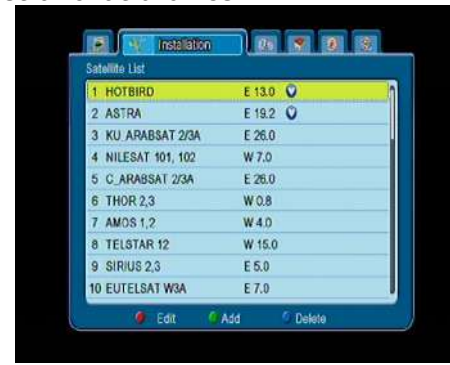 Installation
Satellite List
1 HOTBIRD E 13.0
2 ASTRA E 19.2
3 KU_ARABSAT 2/3A E 26.0
4 NILESAT 101, 102 W 7.0
5 C_ARABSAT 2/3A E 26.0
6 THOR 2,3 W 0.8
7 AMOS 1,2 W 4.0
8 TELSTAR 12 W 15.0
9 SIRIUS 2,3 E 5.0
10 EUTELSAT W3A E 7.0
Edit Add Delete